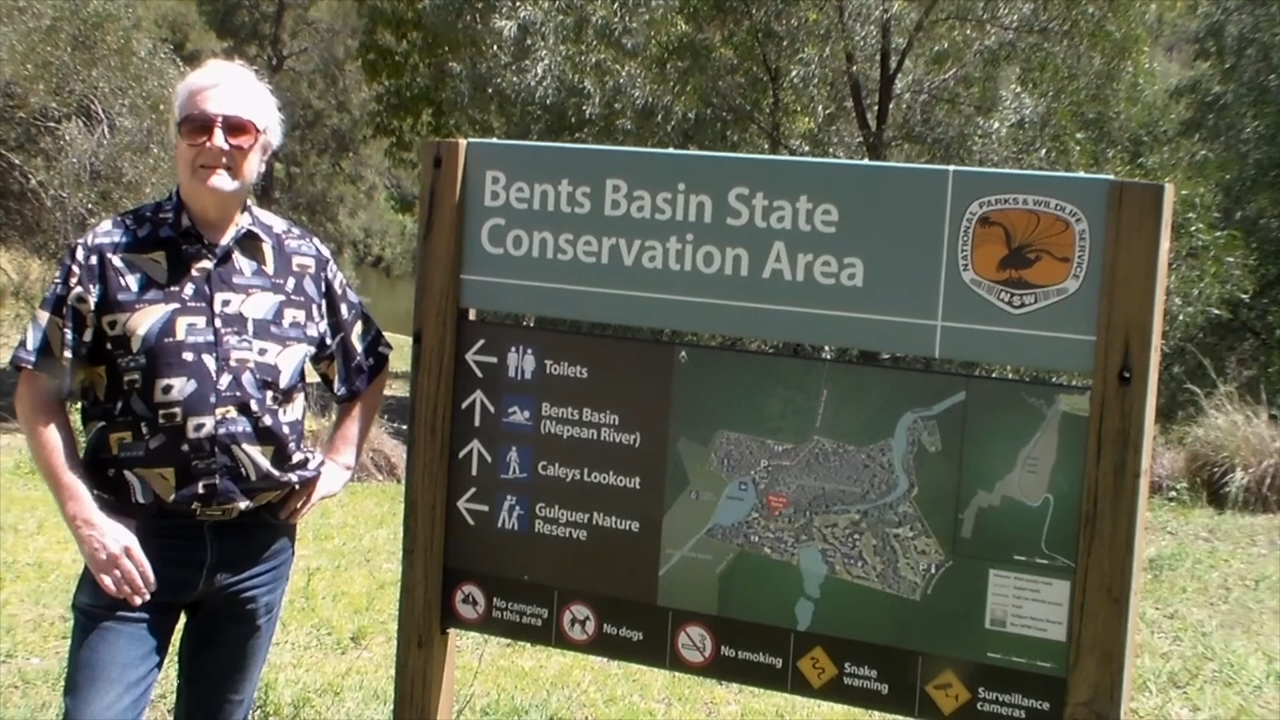 Bents Basin State
Conservation Area
NATIONAL PARKS & WILDLIFE SERVICE
N·S·W
Toilets
Bents Basin
(Nepean River)
Caleys Lookout
Gulguer Nature
Reserve
No camping
in this area
No dogs
No smoking
Snake
warning
Surveillance
cameras